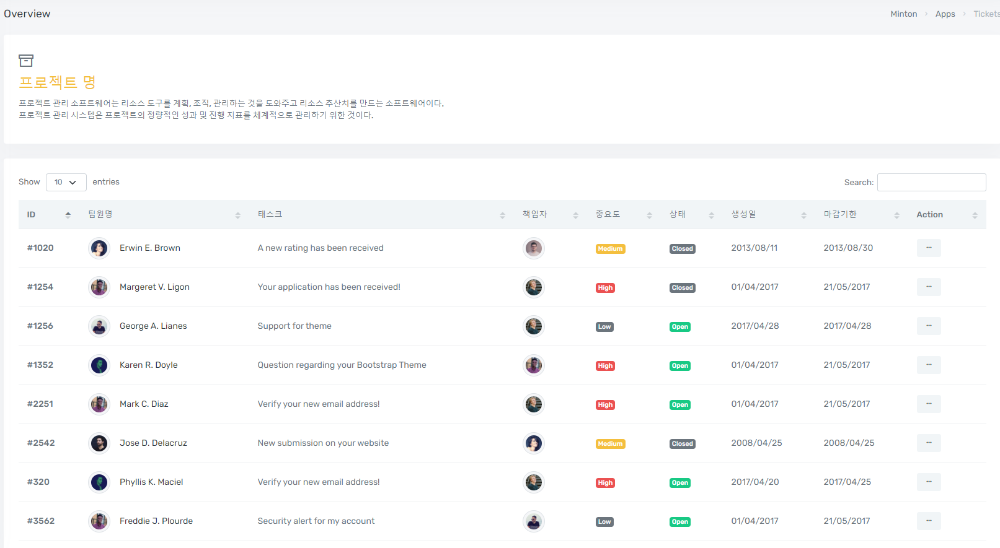 Overview
Minton > Apps > Tickets
프로젝트 명
프로젝트 관리 소프트웨어는 리소스 도구를 계획, 조직, 관리하는 것을 도와주고 리소스 추산치를 만드는 소프트웨어이다.
프로젝트 관리 시스템은 프로젝트의 정량적인 성과 및 진행 지표를 체계적으로 관리하기 위한 것이다.
Show 10 entries Search:
ID 팀원명 태스크 책임자 중요도 상태 생성일 마감기한 Action
#1020 Erwin E. Brown A new rating has been received Medium Closed 2013/08/11 2013/08/30 ...
#1254 Margeret V. Ligon Your application has been received! High Closed 01/04/2017 21/05/2017 ...
#1256 George A. Lianes Support for theme Low Open 2017/04/28 2017/04/28 ...
#1352 Karen R. Doyle Question regarding your Bootstrap Theme High Open 01/04/2017 21/05/2017 ...
#2251 Mark C. Diaz Verify your new email address! High Open 01/04/2017 21/05/2017 ...
#2542 Jose D. Delacruz New submission on your website Medium Closed 2008/04/25 2008/04/25 ...
#320 Phyllis K. Maciel Verify your new email address! High Open 2017/04/20 2017/04/25 ...
#3562 Freddie J. Plourde Security alert for my account Low Open 01/04/2017 21/05/2017 ...